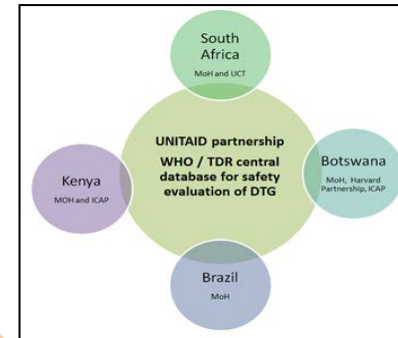 South
Africa
MoH and UCT
UNITAID partnership
WHO / TDR central
database for safety
evaluation of DTG
Kenya
MOH and ICAP
Botswana
MoH, Harvard
Partnership, ICAP
Brazil
MoH